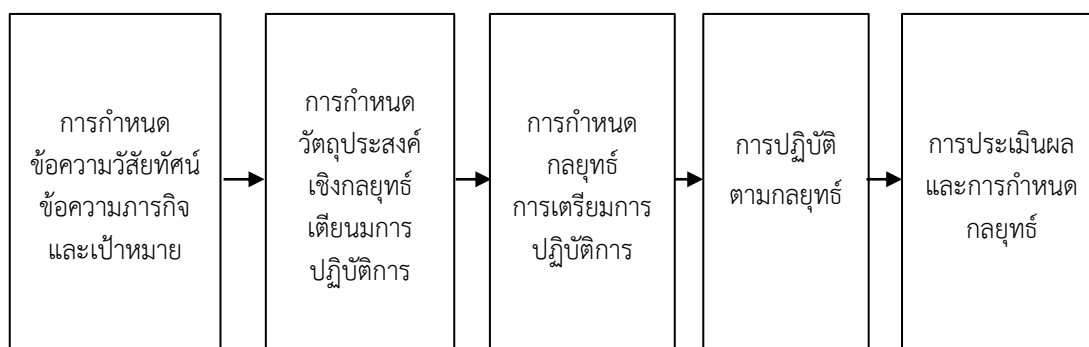 การกำหนด
ข้อความวิสัยทัศน์
ข้อความภารกิจ
และเป้าหมาย
การกำหนด
วัตถุประสงค์
เชิงกลยุทธ์
เตียนมการ
ปฏิบัติการ
การกำหนด
กลยุทธ์
การเตรียมการ
ปฏิบัติการ
การปฏิบัติ
ตามกลยุทธ์
การประเมินผล
และการกำหนด
กลยุทธ์